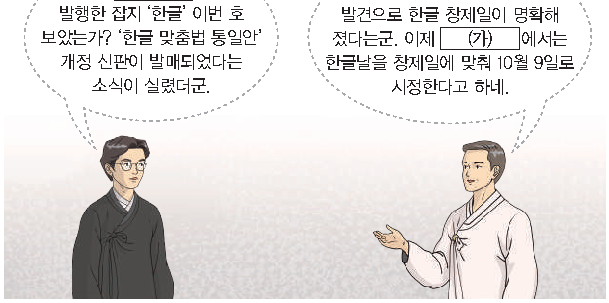 발행한 잡지 ‘한글’ 이번 호
보았는가? ‘한글 맞춤법 통일안’
개정 신판이 발매되었다는
소식이 실렸더군.
발견으로 한글 창제일이 명확해
졌다는군. 이제 (가) 에서는
한글날을 창제일에 맞춰 10월 9일로
시정한다고 하네.